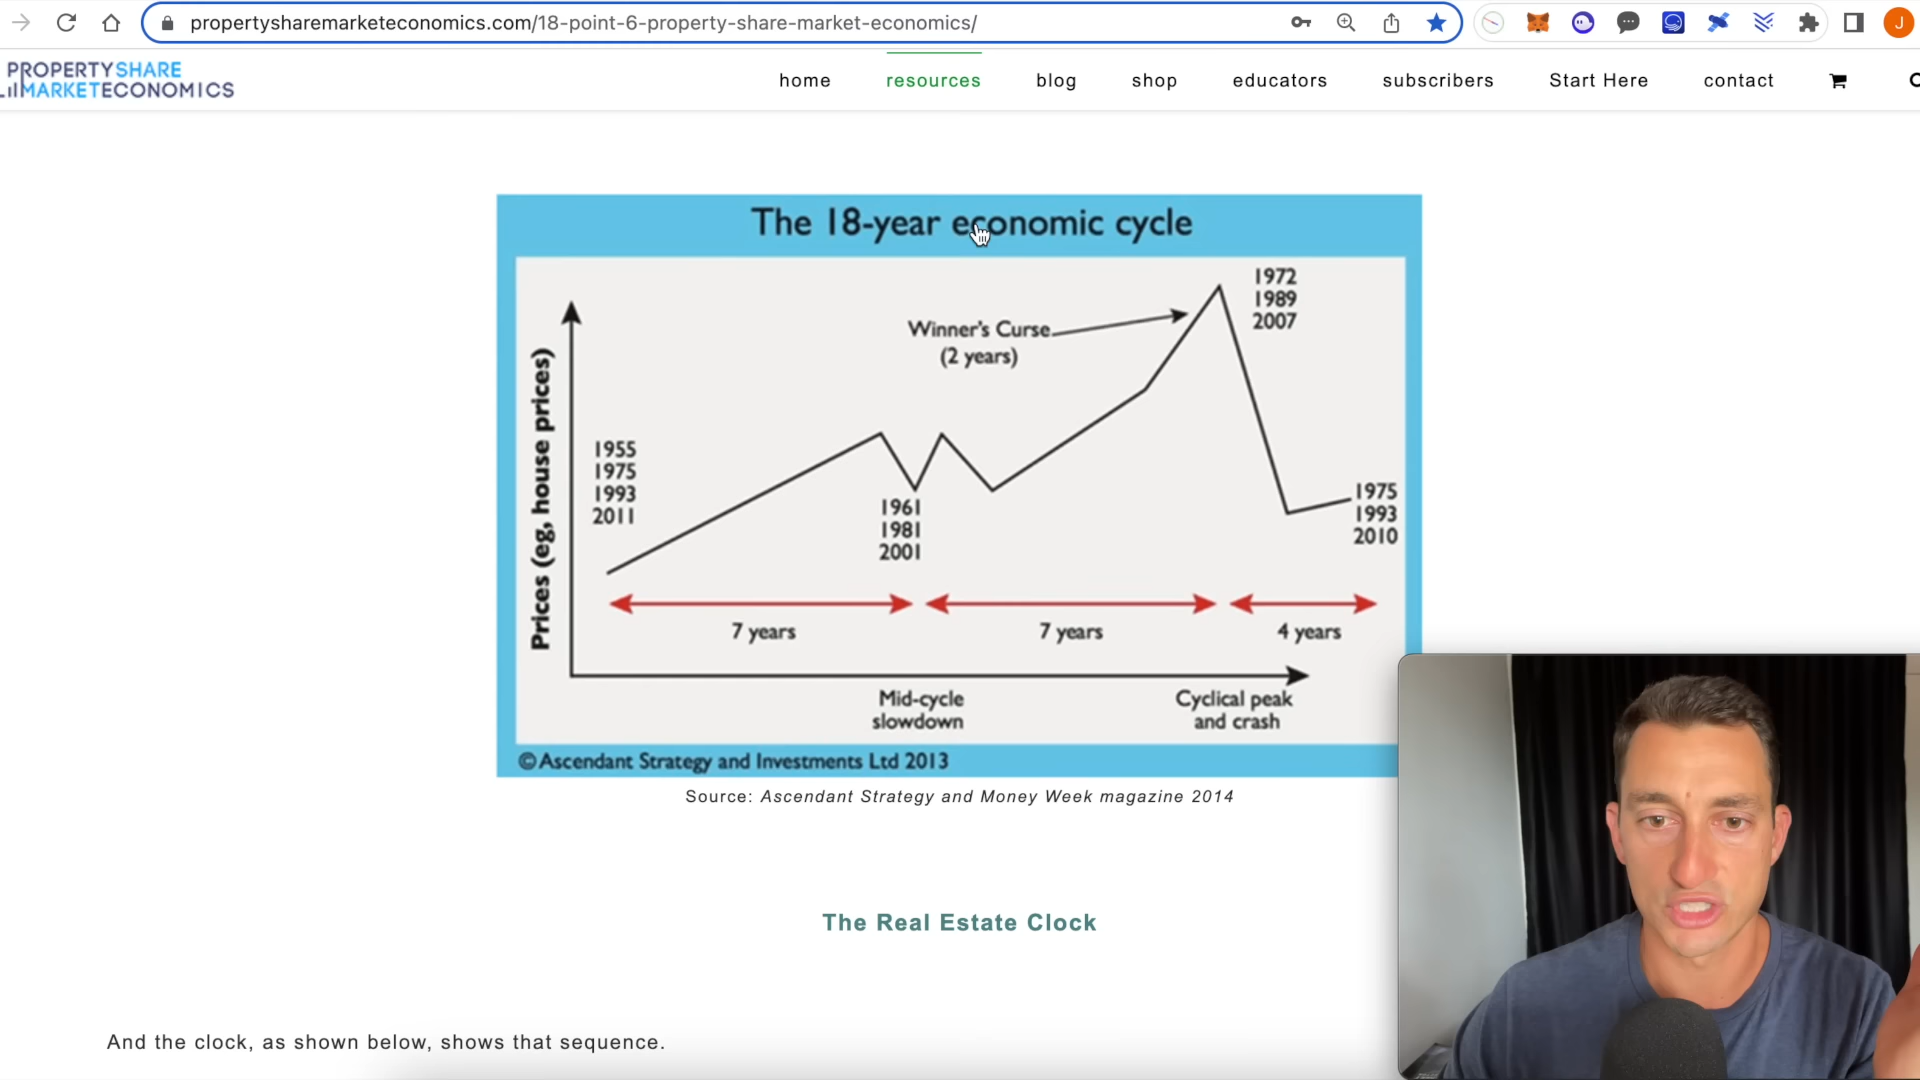 propertysharemarketeconomics.com/18-point-6-property-share-market-economics/
J
PROPERTYSHARE
MARKETECONOMICS
home
resources
blog
shop
educators
subscribers
Start Here
contact
The 18-year economic cycle
1972
1989
2007
Winner's Curse
(2 years)
Prices (eg, house prices)
1955
1975
1993
2011
1961
1981
2001
1975
1993
2010
7 years
7 years
4 years
Mid-cycle
slowdown
Cyclical peak
and crash
©Ascendant Strategy and Investments Ltd 2013
Source: Ascendant Strategy and Money Week magazine 2014
The Real Estate Clock
And the clock, as shown below, shows that sequence.